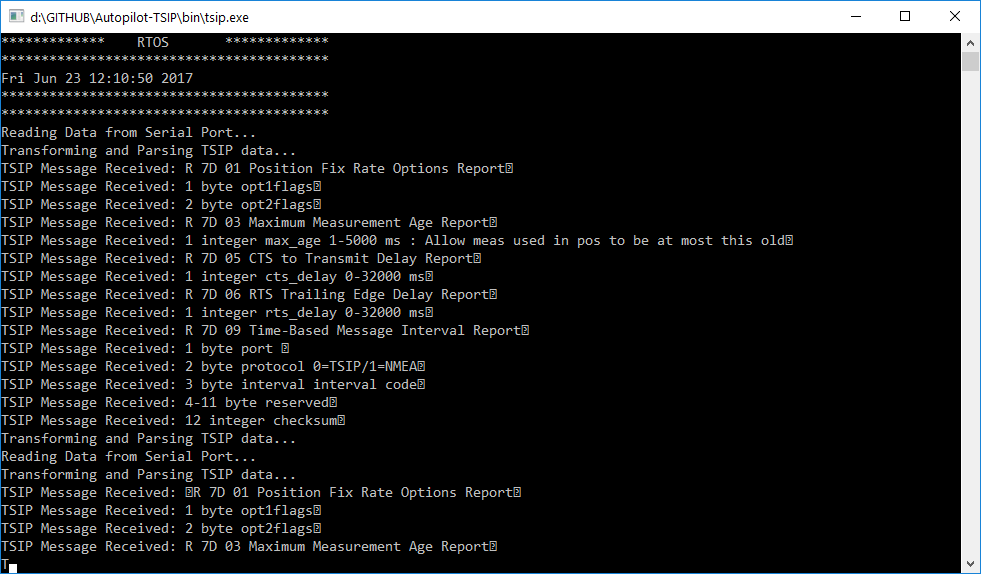 d:\GITHUB\Autopilot-TSIP\bin\tsip.exe
*************    RTOS       *************
*****************************************
Fri Jun 23 12:10:50 2017
*****************************************
*****************************************
Reading Data from Serial Port...
Transforming and Parsing TSIP data...
TSIP Message Received: R 7D 01 Position Fix Rate Options Report⍰
TSIP Message Received: 1 byte opt1flags⍰
TSIP Message Received: 2 byte opt2flags⍰
TSIP Message Received: R 7D 03 Maximum Measurement Age Report⍰
TSIP Message Received: 1 integer max_age 1-5000 ms : Allow meas used in pos to be at most this old⍰
TSIP Message Received: R 7D 05 CTS to Transmit Delay Report⍰
TSIP Message Received: 1 integer cts_delay 0-32000 ms⍰
TSIP Message Received: R 7D 06 RTS Trailing Edge Delay Report⍰
TSIP Message Received: 1 integer rts_delay 0-32000 ms⍰
TSIP Message Received: R 7D 09 Time-Based Message Interval Report⍰
TSIP Message Received: 1 byte port ⍰
TSIP Message Received: 2 byte protocol 0=TSIP/1=NMEA⍰
TSIP Message Received: 3 byte interval interval code⍰
TSIP Message Received: 4-11 byte reserved⍰
TSIP Message Received: 12 integer checksum⍰
Transforming and Parsing TSIP data...
Reading Data from Serial Port...
Transforming and Parsing TSIP data...
TSIP Message Received: ⍰R 7D 01 Position Fix Rate Options Report⍰
TSIP Message Received: 1 byte opt1flags⍰
TSIP Message Received: 2 byte opt2flags⍰
TSIP Message Received: R 7D 03 Maximum Measurement Age Report⍰
T